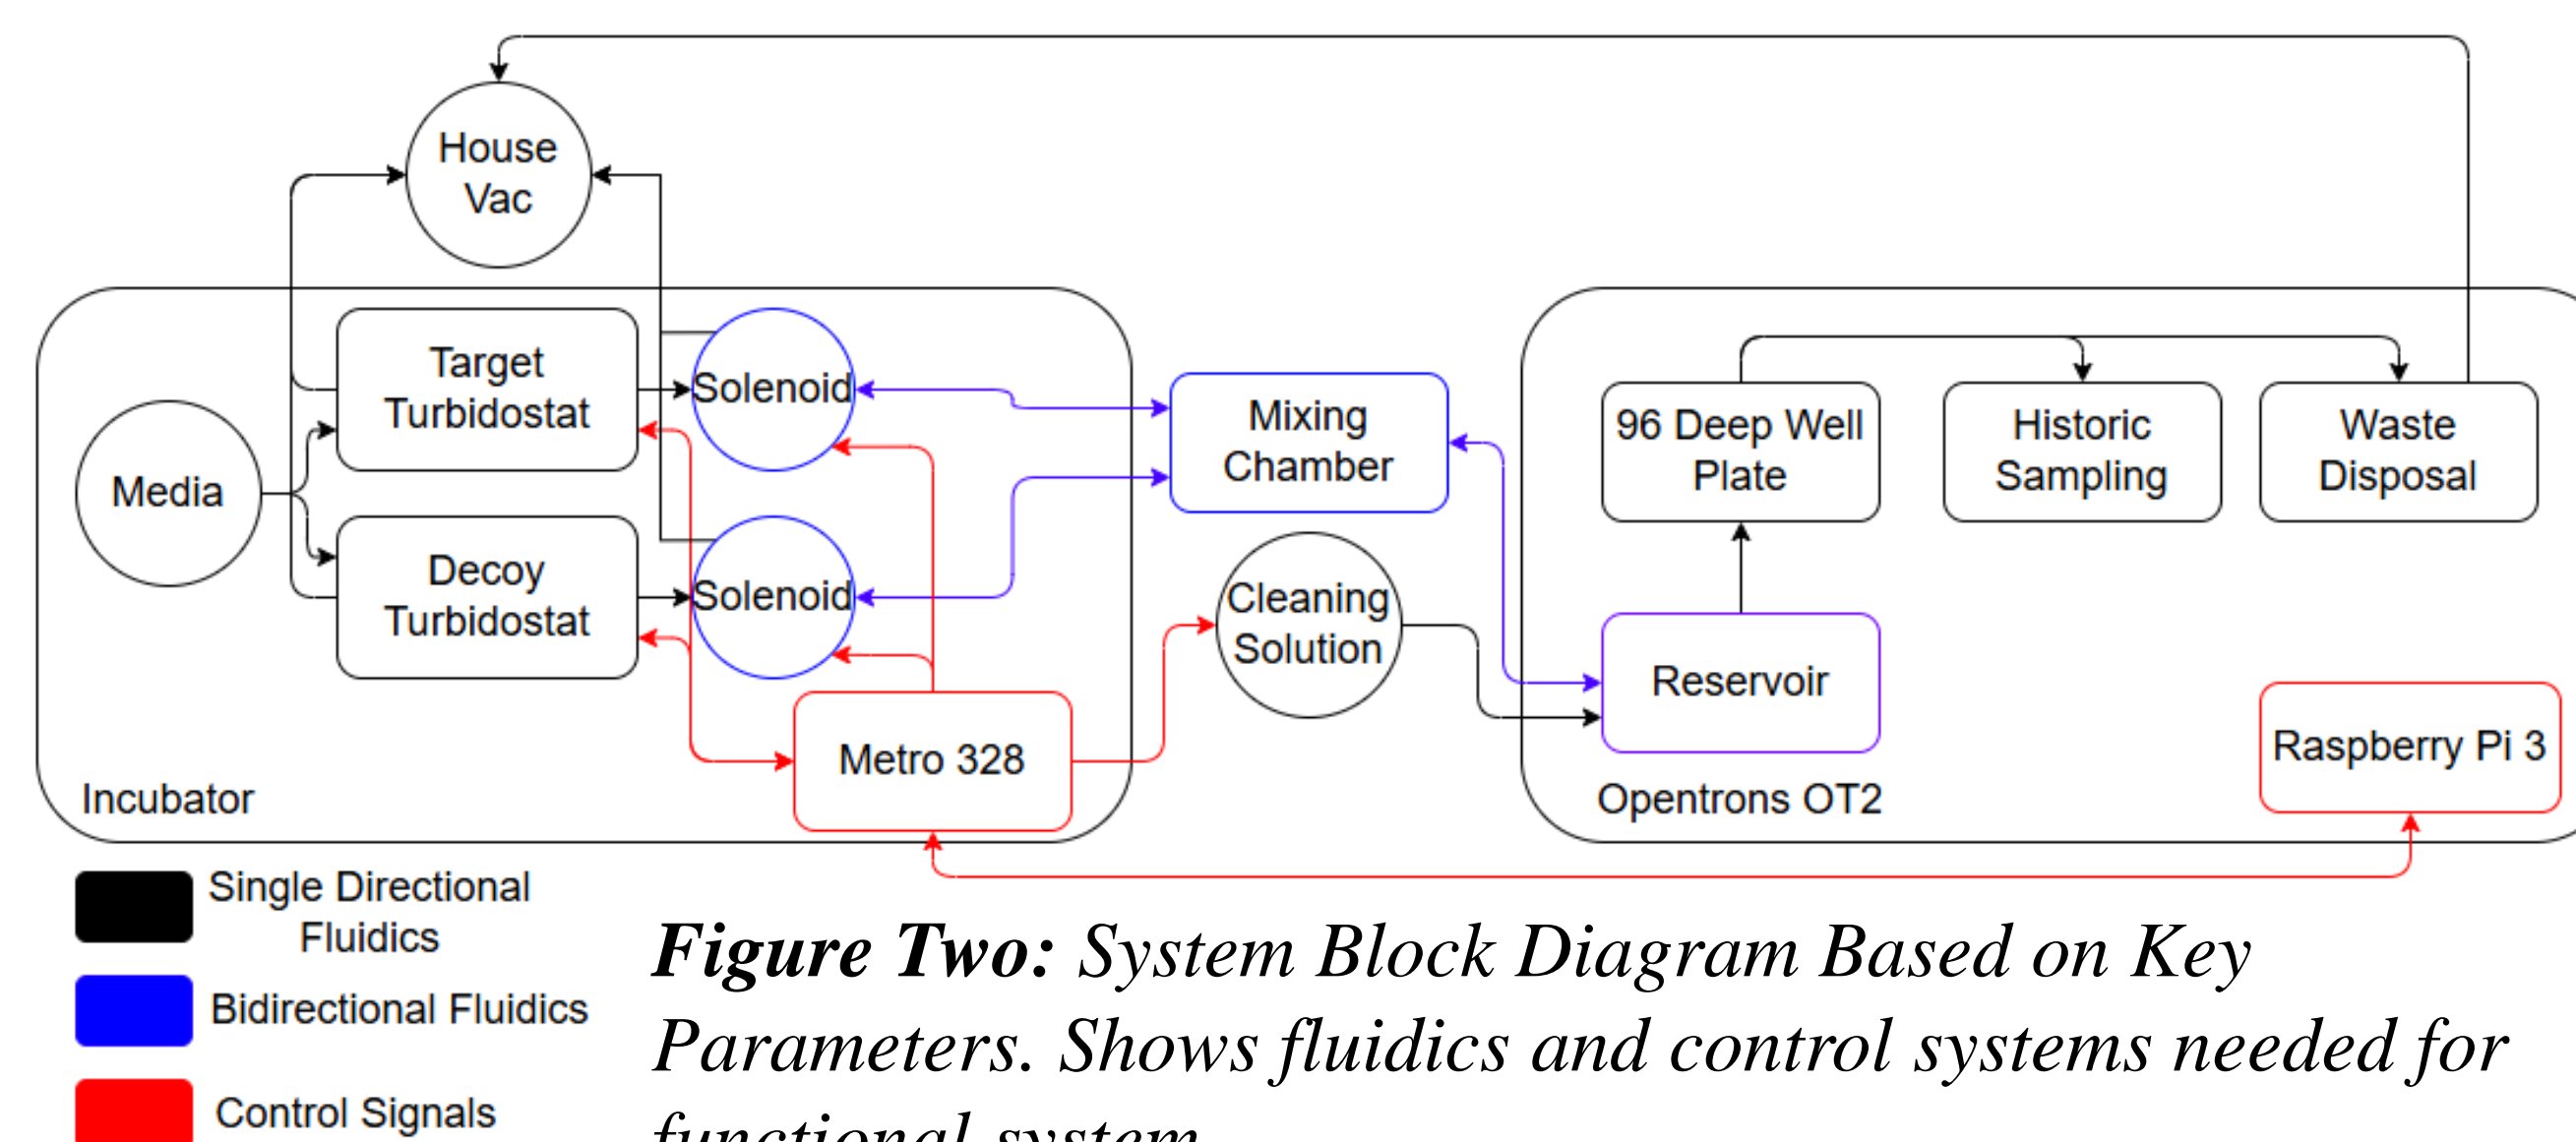 House
Vac
Target
Turbidostat
Solenoid
Media
Decoy
Turbidostat
Solenoid
Metro 328
Incubator
Mixing
Chamber
Cleaning
Solution
96 Deep Well
Plate
Historic
Sampling
Waste
Disposal
Reservoir
Raspberry Pi 3
Opentrons OT2
Single Directional
Fluidics
Bidirectional Fluidics
Control Signals
Figure Two: System Block Diagram Based on Key
Parameters. Shows fluidics and control systems needed for
functional system